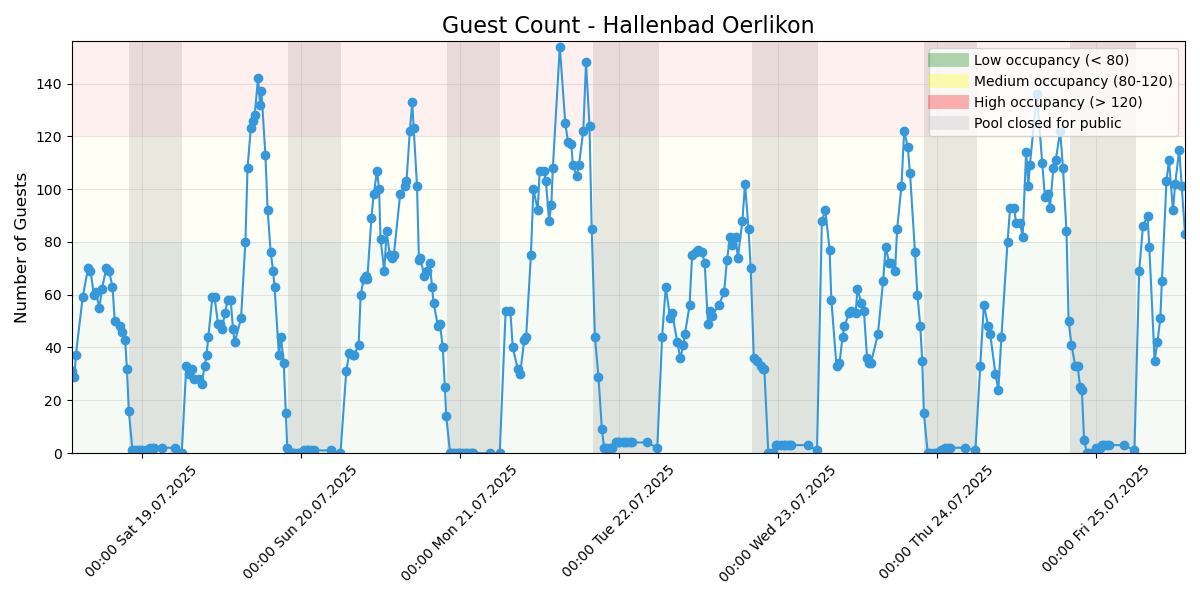 Guest Count - Hallenbad Oerlikon
Number of Guests
140
120
100
80
60
40
20
0
Low occupancy (< 80)
Medium occupancy (80-120)
High occupancy (> 120)
Pool closed for public
00:00 Sat 19.07.2025
00:00 Sun 20.07.2025
00:00 Mon 21.07.2025
00:00 Tue 22.07.2025
00:00 Wed 23.07.2025
00:00 Thu 24.07.2025
00:00 Fri 25.07.2025